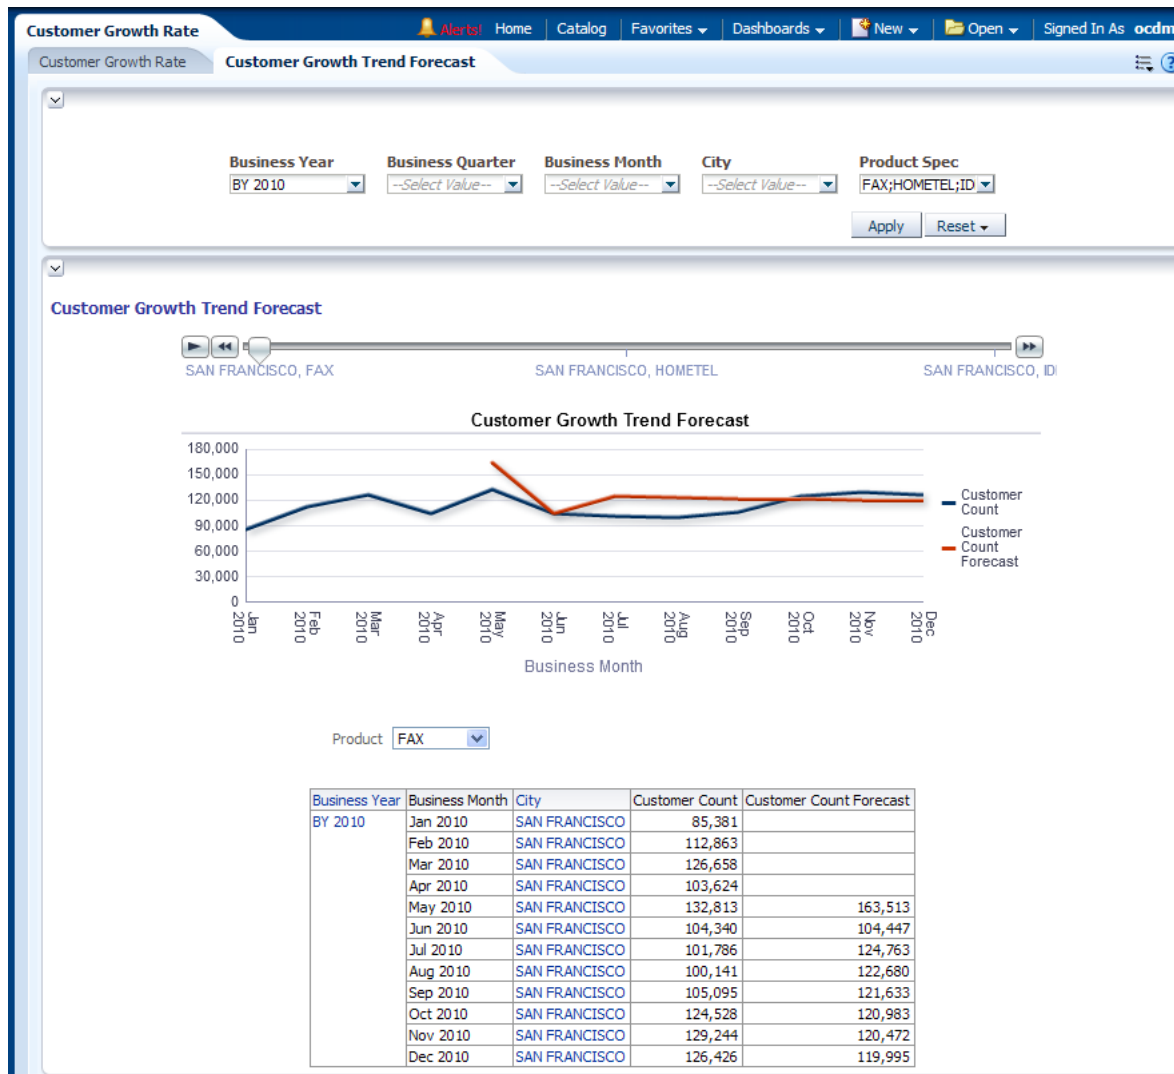 Customer Growth Rate
Alerts! Home Catalog Favorites Dashboards New Open Signed In As ocdm
Customer Growth Rate Customer Growth Trend Forecast
Business Year Business Quarter Business Month City Product Spec
BY 2010 --Select Value-- --Select Value-- --Select Value-- FAX;HOMETEL;ID
Apply Reset
Customer Growth Trend Forecast
SAN FRANCISCO, FAX SAN FRANCISCO, HOMETEL SAN FRANCISCO, ID
Customer Growth Trend Forecast
180,000
150,000
120,000
90,000
60,000
30,000
0
Customer
Count
Customer
Count
Forecast
Jan 2010 Feb 2010 Mar 2010 Apr 2010 May 2010 Jun 2010 Jul 2010 Aug 2010 Sep 2010 Oct 2010 Nov 2010 Dec 2010
Business Month
Product FAX
Business Year Business Month City Customer Count Customer Count Forecast
BY 2010 Jan 2010 SAN FRANCISCO 85,381
Feb 2010 SAN FRANCISCO 112,863
Mar 2010 SAN FRANCISCO 126,658
Apr 2010 SAN FRANCISCO 103,624
May 2010 SAN FRANCISCO 132,813 163,513
Jun 2010 SAN FRANCISCO 104,340 104,447
Jul 2010 SAN FRANCISCO 101,786 124,763
Aug 2010 SAN FRANCISCO 100,141 122,680
Sep 2010 SAN FRANCISCO 105,095 121,633
Oct 2010 SAN FRANCISCO 124,528 120,983
Nov 2010 SAN FRANCISCO 129,244 120,472
Dec 2010 SAN FRANCISCO 126,426 119,995